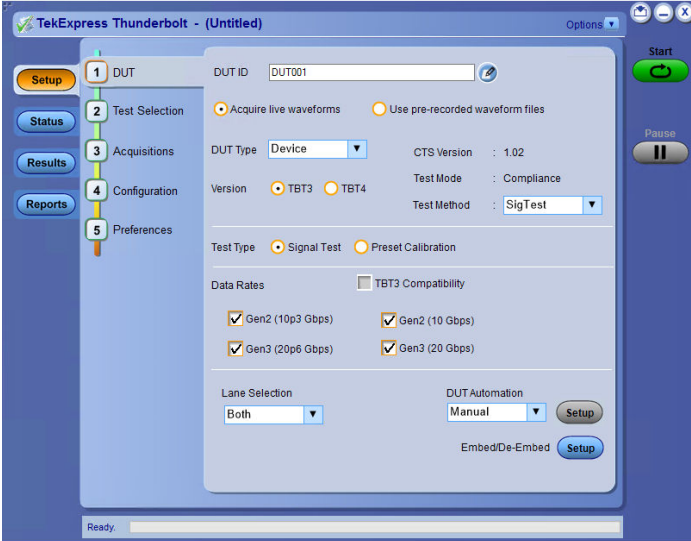 TekExpress Thunderbolt - (Untitled)
Options
Start
Pause
Setup
Status
Results
Reports
1 DUT
2 Test Selection
3 Acquisitions
4 Configuration
5 Preferences
DUT ID DUT001
Acquire live waveforms Use pre-recorded waveform files
DUT Type Device CTS Version : 1.02
Test Mode : Compliance
Version TBT3 TBT4
Test Method : SigTest
Test Type Signal Test Preset Calibration
Data Rates TBT3 Compatibility
Gen2 (10p3 Gbps) Gen2 (10 Gbps)
Gen3 (20p6 Gbps) Gen3 (20 Gbps)
Lane Selection DUT Automation
Both Manual Setup
Embed/De-Embed Setup
Ready.